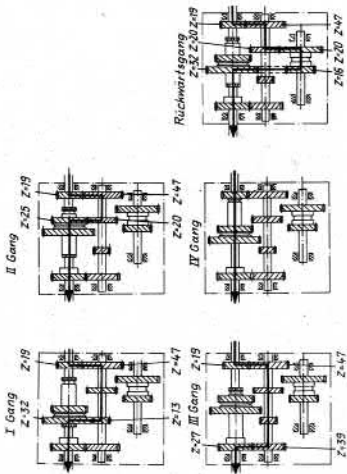 I Gang
Z=32
Z=19
Z=47
Z=13
II Gang
Z=25
Z=19
Z=47
Z=20
III Gang
Z=27
Z=19
Z=47
Z=39
IV Gang
Rückwärtsgang
Z=32
Z=20
Z=19
Z=47
Z=20
Z=16